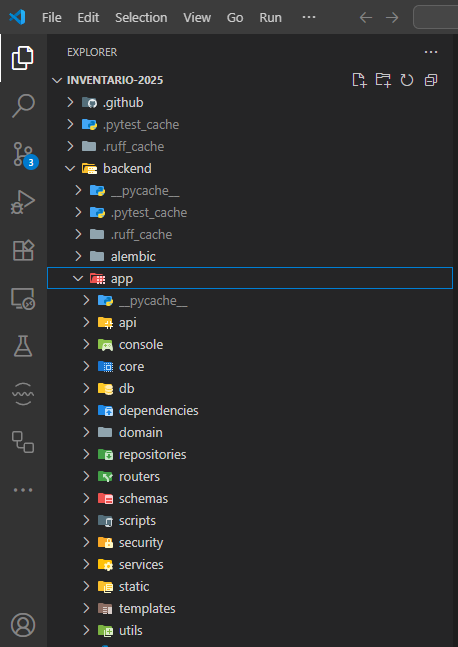 File Edit Selection View Go Run ···
EXPLORER ···
INVENTARIO-2025
.github
.pytest_cache
.ruff_cache
backend
3
__pycache__
.pytest_cache
.ruff_cache
alembic
app
__pycache__
api
console
core
db
dependencies
domain
repositories
routers
schemas
scripts
security
services
static
templates
utils